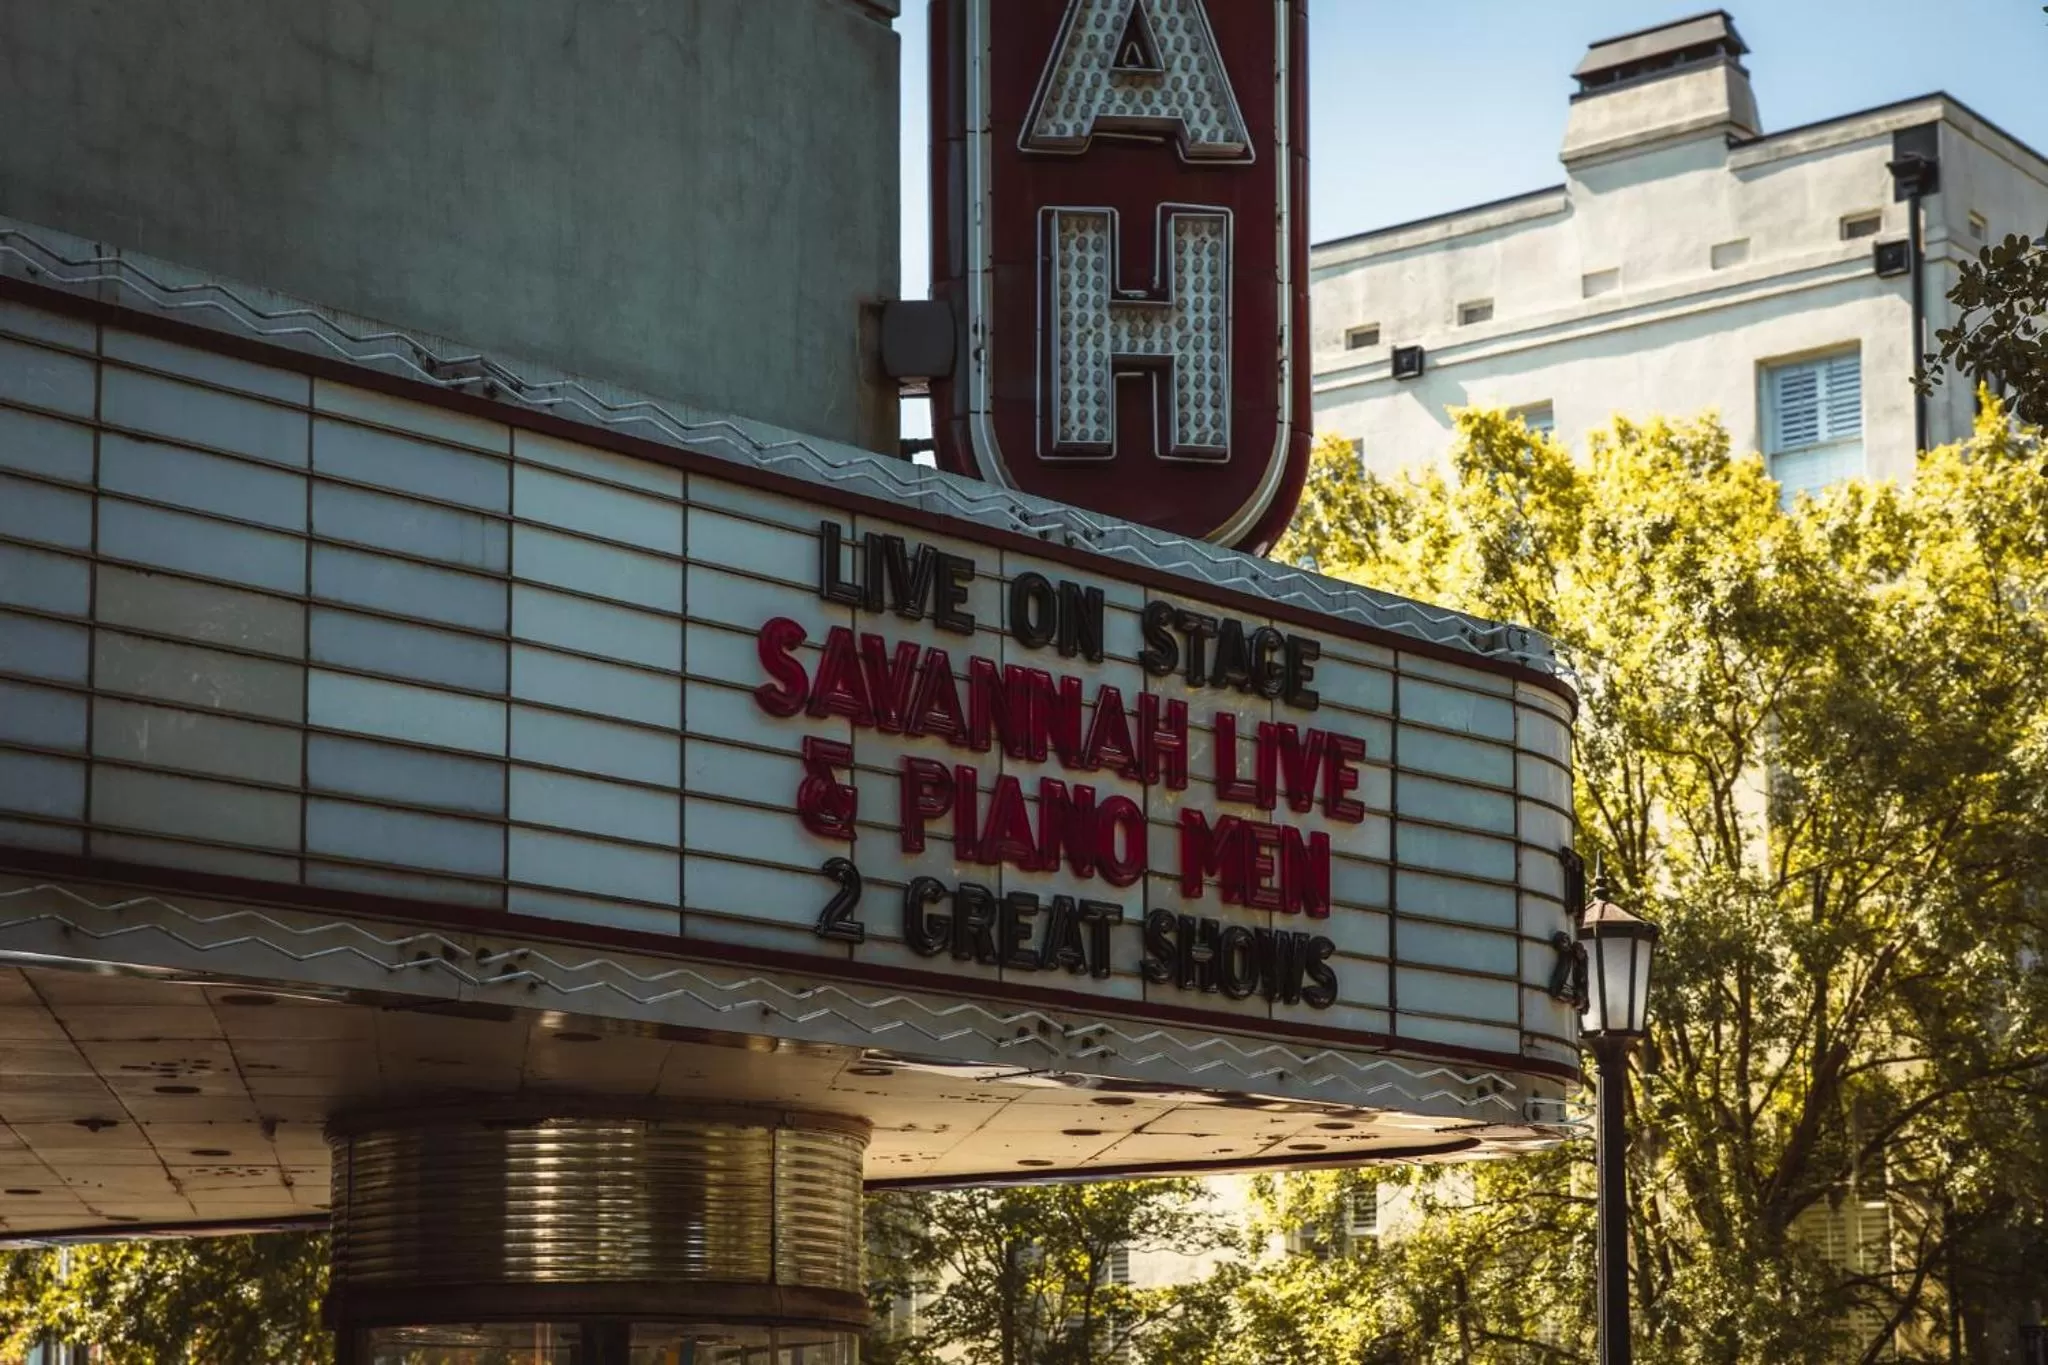 AH
LIVE ON STAGE
SAVANNAH LIVE
& PIANO MEN
2 GREAT SHOWS